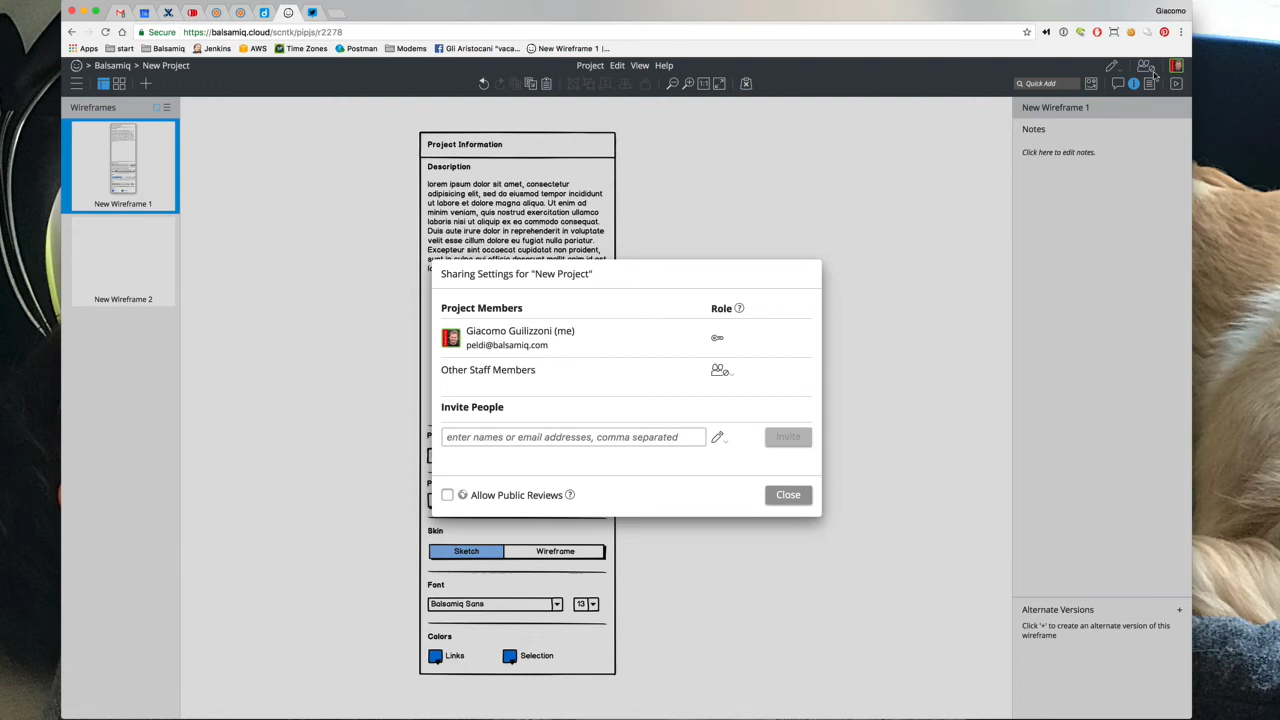 Giacomo
Secure https://balsamiq.cloud/scntk/pipjs/r2278
Apps start Balsamiq Jenkins AWS Time Zones Postman Modems Gli Aristocani "vaca... New Wireframe 1 |...
Balsamiq > New Project Project Edit View Help
Quick Add
Wireframes
New Wireframe 1
New Wireframe 2
Project Information
Description
lorem ipsum dolor sit amet, consectetur
adipisicing elit, sed do eiusmod tempor incididunt
ut labore et dolore magna aliqua. Ut enim ad
minim veniam, quis nostrud exercitation ullamco
laboris nisi ut aliquip ex ea commodo consequat.
Duis aute irure dolor in reprehenderit in voluptate
velit esse cillum dolore eu fugiat nulla pariatur.
Excepteur sint occaecat cupidatat non proident,
Sharing Settings for "New Project"
Project Members Role
Giacomo Guilizzoni (me)
peldi@balsamiq.com
Other Staff Members
Invite People
enter names or email addresses, comma separated Invite
Allow Public Reviews Close
Skin
Sketch Wireframe
Font
Balsamiq Sans 13
Colors
Links Selection
New Wireframe 1
Notes
Click here to edit notes.
Alternate Versions +
Click '+' to create an alternate version of this
wireframe